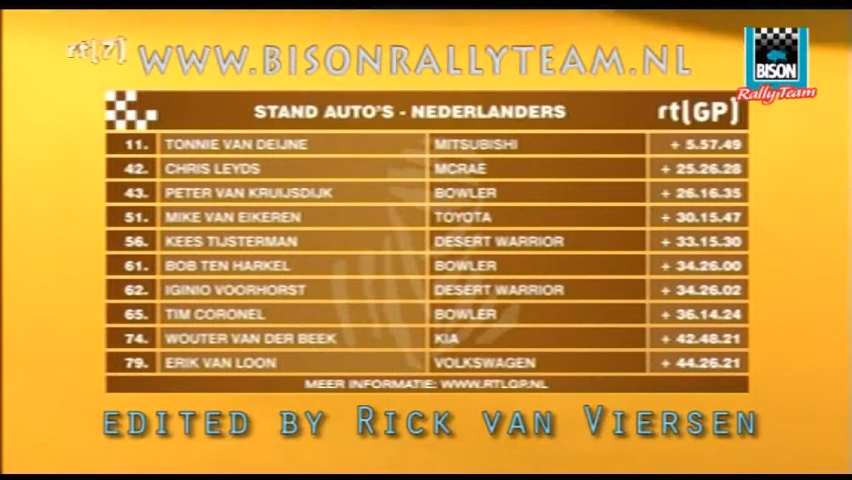 rtl(7)
WWW.BISONRALLYTEAM.NL
BISON
Rally Team
STAND AUTO'S - NEDERLANDERS rtl(GP)
11. TONNIE VAN DEIJNE MITSUBISHI + 5.57.49
42. CHRIS LEYDS MCRAE + 25.26.28
43. PETER VAN KRUIJSDIJK BOWLER + 26.16.35
51. MIKE VAN EIKEREN TOYOTA + 30.15.47
56. KEES TIJSTERMAN DESERT WARRIOR + 33.15.30
61. BOB TEN HARKEL BOWLER + 34.26.00
62. IGINIO VOORHORST DESERT WARRIOR + 34.26.02
65. TIM CORONEL BOWLER + 36.14.24
74. WOUTER VAN DER BEEK KIA + 42.48.21
79. ERIK VAN LOON VOLKSWAGEN + 44.26.21
MEER INFORMATIE: WWW.RTLGP.NL
EDITED BY RICK VAN VIERSEN